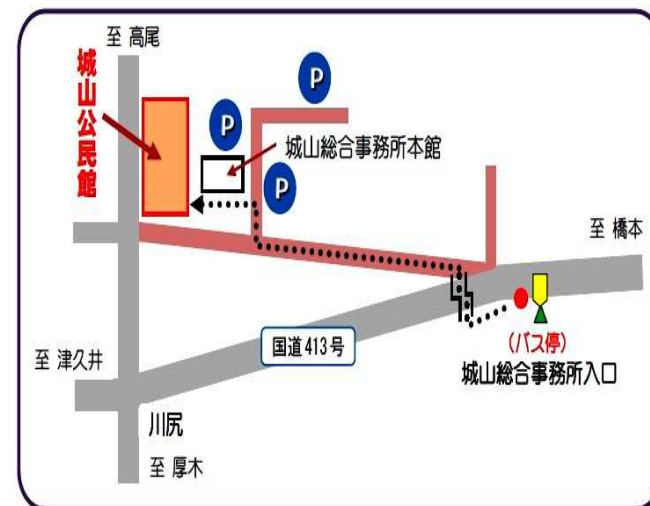 至 高尾
城山公民館
P
P
城山総合事務所本館
P
至 橋本
国道413号
(バス停)
城山総合事務所入口
至 津久井
川尻
至 厚木